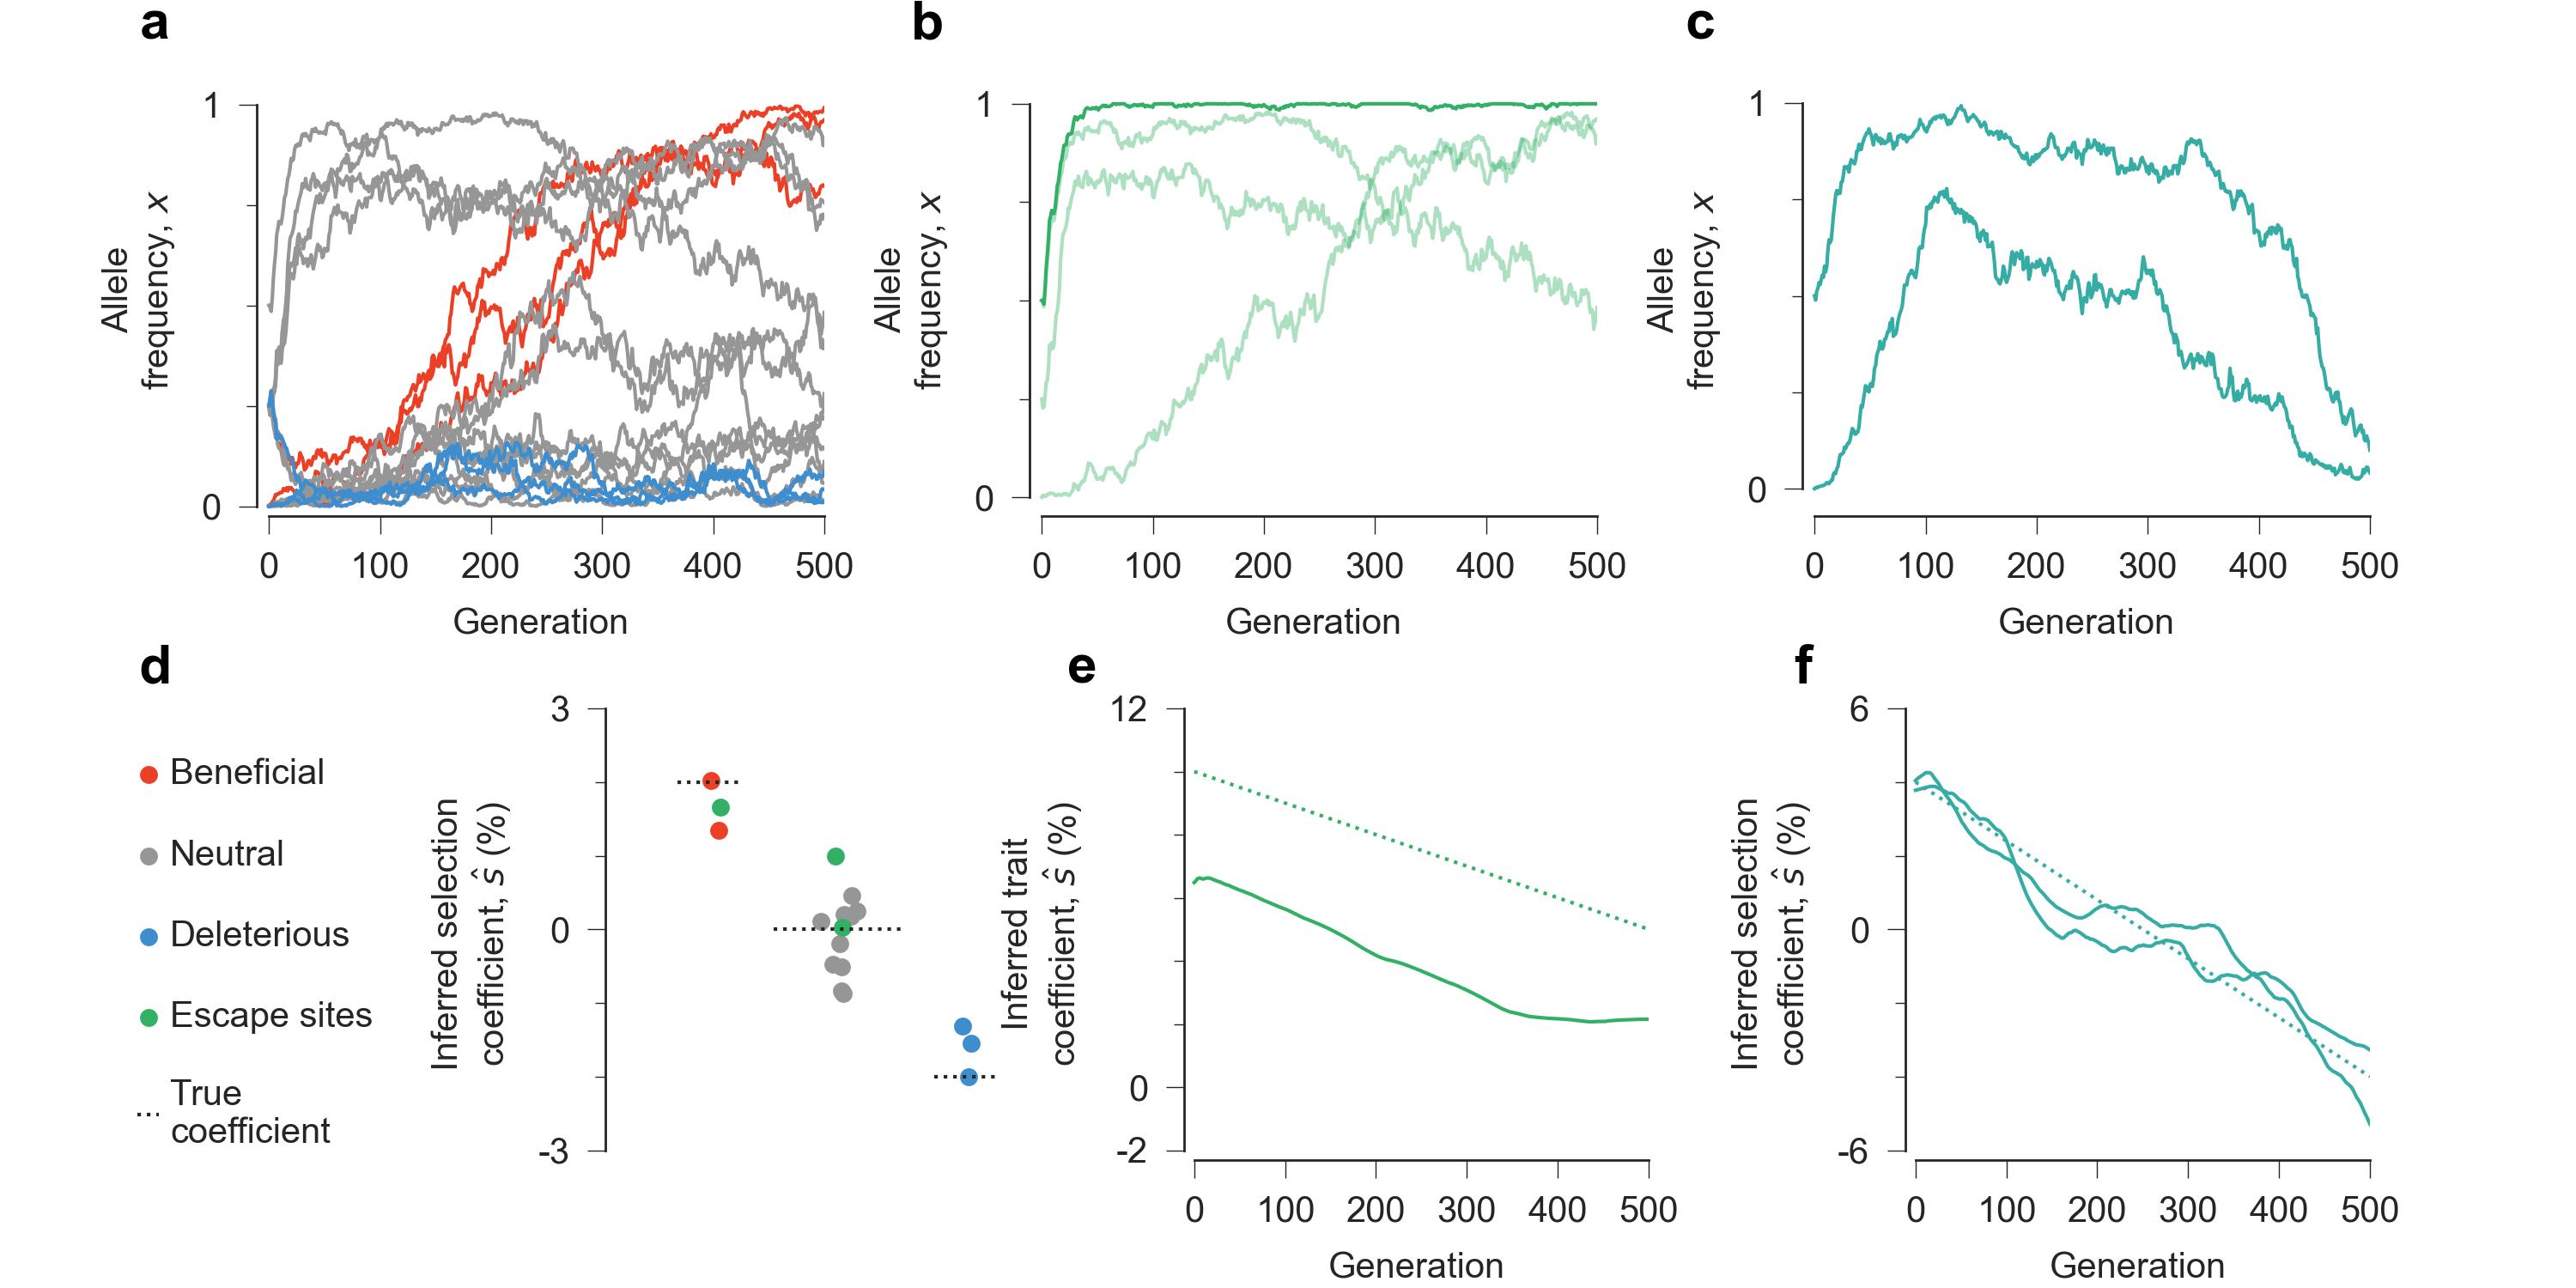 a
b
c
1
0
Allele
frequency, x
0 100 200 300 400 500
Generation
1
0
Allele
frequency, x
0 100 200 300 400 500
Generation
1
0
Allele
frequency, x
0 100 200 300 400 500
Generation
d
Beneficial
Neutral
Deleterious
Escape sites
True
coefficient
3
0
-3
Inferred selection
coefficient, ŝ (%)
e
12
0
-2
Inferred trait
coefficient, ŝ (%)
0 100 200 300 400 500
Generation
f
6
0
-6
Inferred selection
coefficient, ŝ (%)
0 100 200 300 400 500
Generation